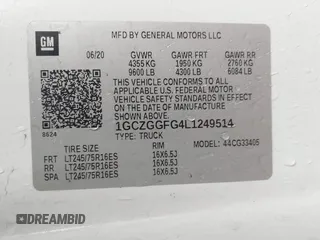 GM
MFD BY GENERAL MOTORS LLC
06/20 GVWR GAWR FRT GAWR RR
4355 KG 1950 KG 2760 KG
9600 LB 4300 LB 6084 LB
THIS VEHICLE CONFORMS TO ALL
APPLICABLE U.S. FEDERAL MOTOR
VEHICLE SAFETY STANDARDS IN
EFFECT ON THE DATE OF
MANUFACTURE SHOWN ABOVE.
1GCZGGFG4L1249514
8624 TYPE: TRUCK
MODEL: 44CG33405
TIRE SIZE RIM
FRT LT245/75R16ES 16X6.5J
RR LT245/75R16ES 16X6.5J
SPA LT245/75R16ES 16X6.5J
DREAMBID